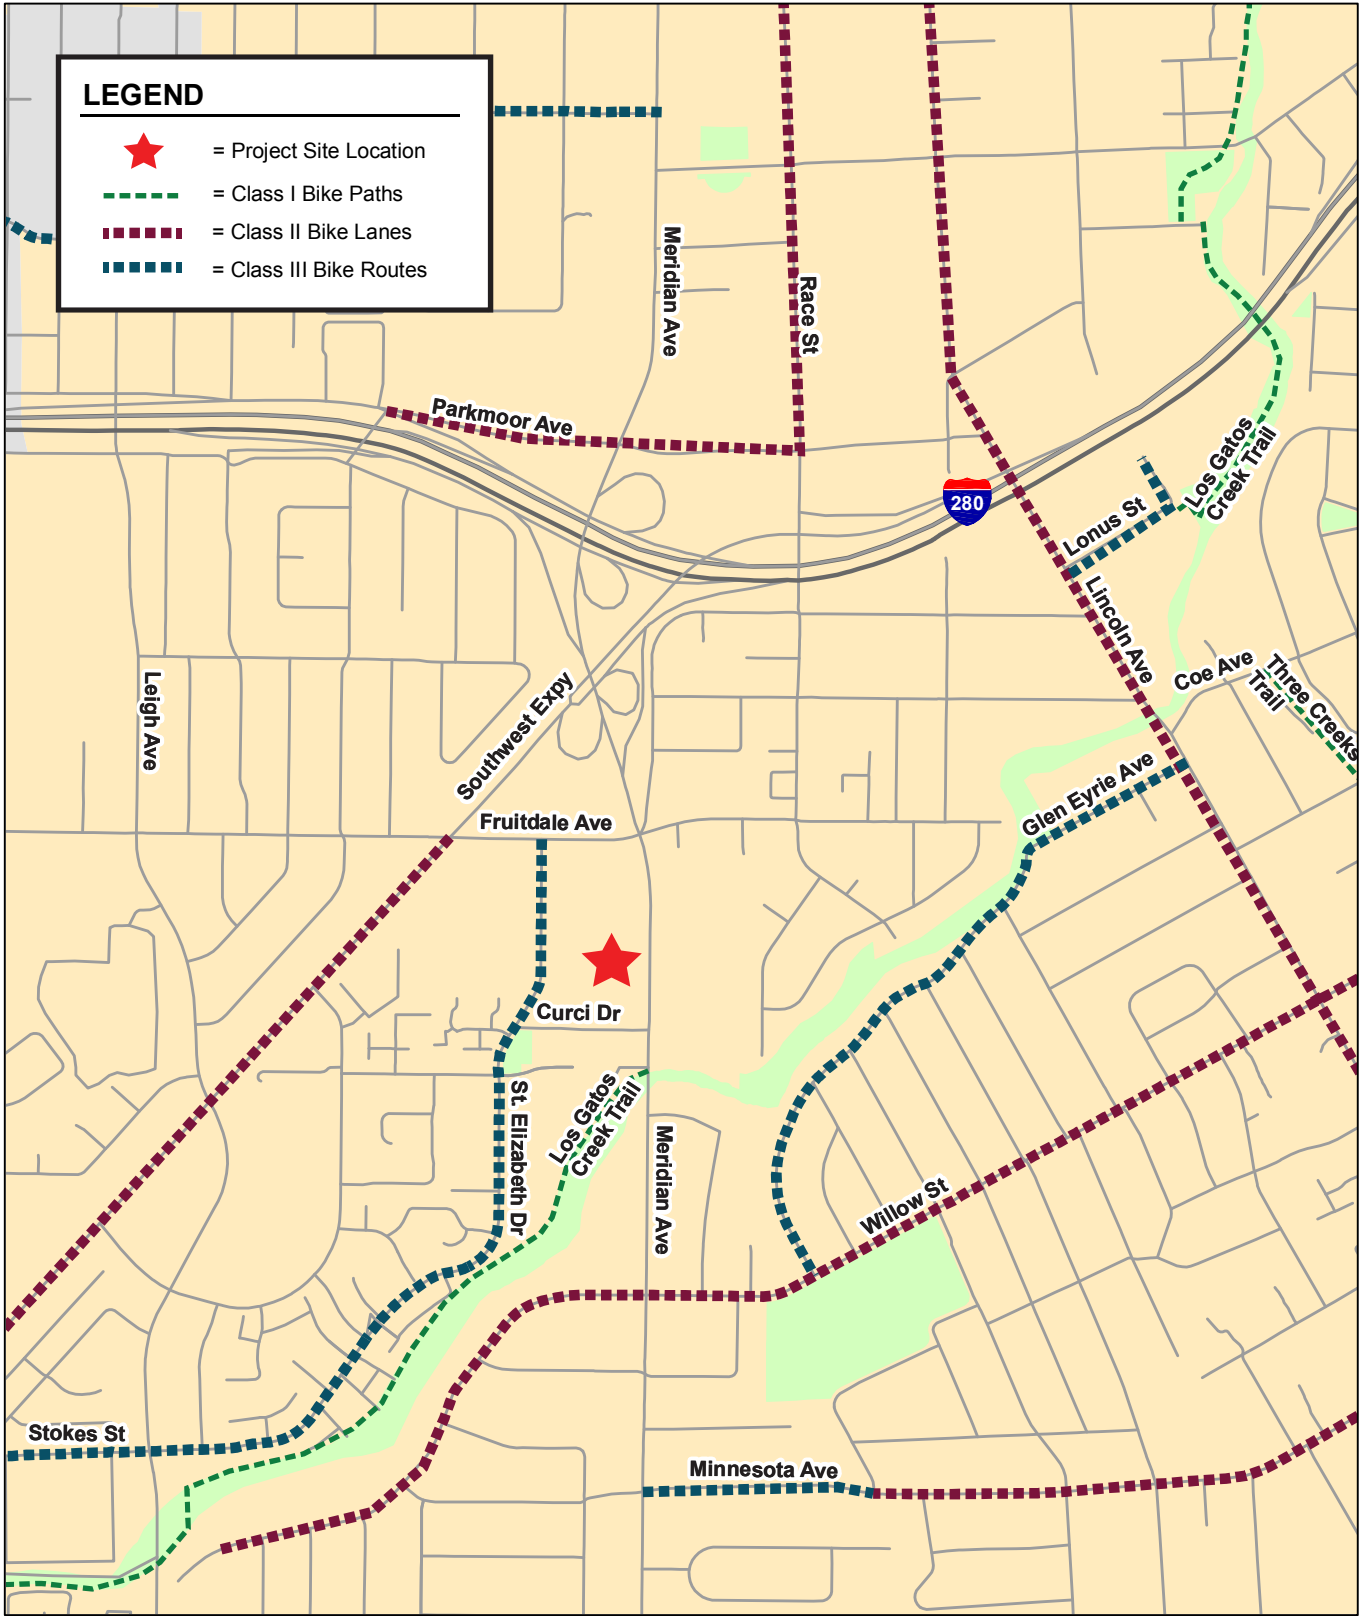 LEGEND
= Project Site Location
= Class I Bike Paths
= Class II Bike Lanes
= Class III Bike Routes
Meridian Ave
Race St
Parkmoor Ave
280
Los Gatos
Creek Trail
Lonus St
Lincoln Ave
Coe Ave
Three Creeks
Trail
Leigh Ave
Southwest Expy
Fruitdale Ave
Glen Eyrie Ave
Curci Dr
St. Elizabeth Dr
Los Gatos
Creek Trail
Meridian Ave
Willow St
Stokes St
Minnesota Ave